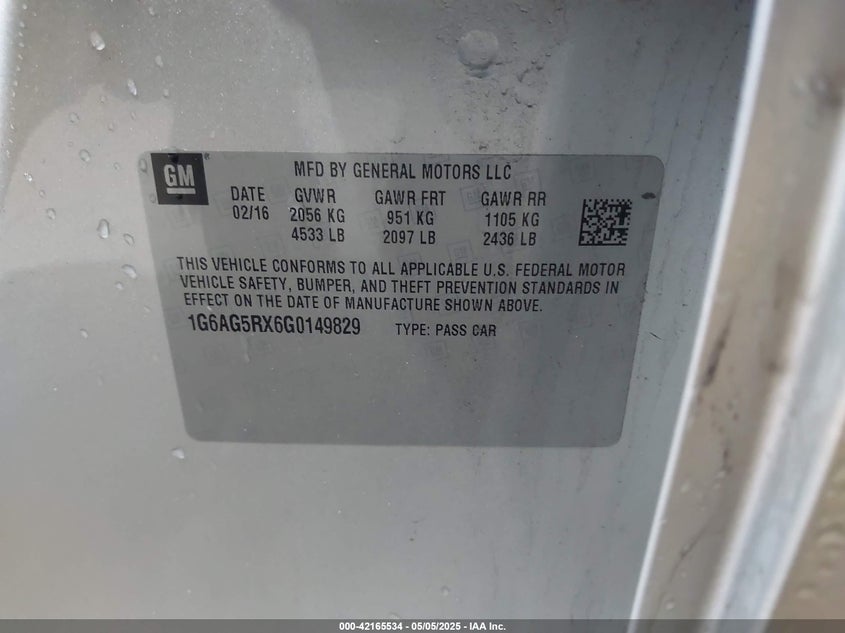 GM
MFD BY GENERAL MOTORS LLC
DATE GVWR GAWR FRT GAWR RR
02/16 2056 KG 951 KG 1105 KG
4533 LB 2097 LB 2436 LB
THIS VEHICLE CONFORMS TO ALL APPLICABLE U.S. FEDERAL MOTOR
VEHICLE SAFETY, BUMPER, AND THEFT PREVENTION STANDARDS IN
EFFECT ON THE DATE OF MANUFACTURE SHOWN ABOVE.
1G6AG5RX6G0149829 TYPE: PASS CAR
000-42165534 - 05/05/2025 - IAA Inc.